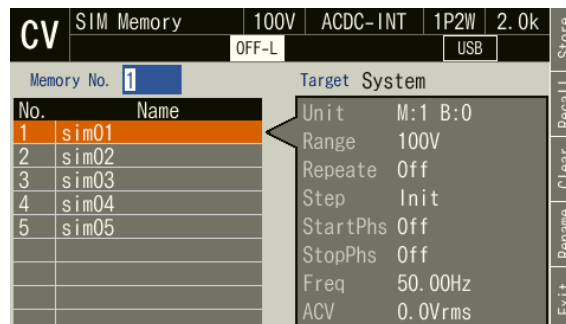 CV SIM Memory 100V ACDC-INT 1P2W 2.0k
OFF-L USB
Memory No. 1
Target System
No. Name
1 sim01
2 sim02
3 sim03
4 sim04
5 sim05
Unit M:1 B:0
Range 100V
Repeate Off
Step Init
StartPhs Off
StopPhs Off
Freq 50.00Hz
ACV 0.0Vrms
Store
Recall
Clear
Rename
Exit